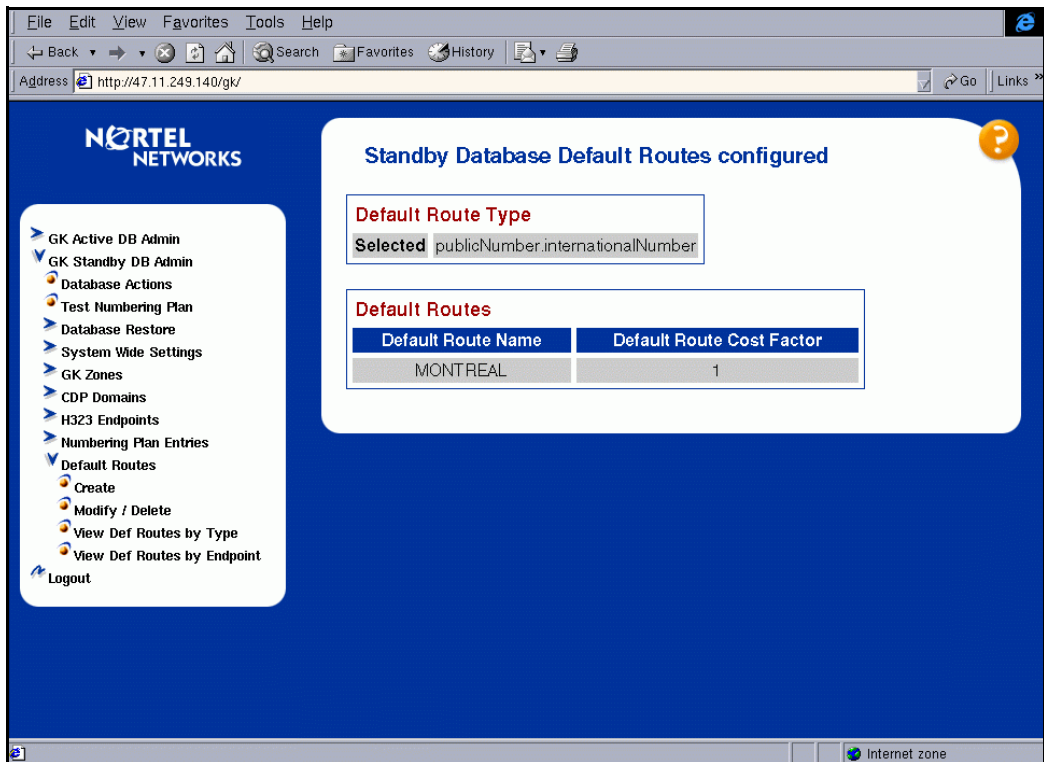 File Edit View Favorites Tools Help
Back Search Favorites History
Address http://47.11.249.140/gk/ Go Links »
NORTEL
NETWORKS
GK Active DB Admin
GK Standby DB Admin
Database Actions
Test Numbering Plan
Database Restore
System Wide Settings
GK Zones
CDP Domains
H323 Endpoints
Numbering Plan Entries
Default Routes
Create
Modify / Delete
View Def Routes by Type
View Def Routes by Endpoint
Logout
Standby Database Default Routes configured
?
Default Route Type
Selected publicNumber.internationalNumber
Default Routes
Default Route Name Default Route Cost Factor
MONTREAL 1
Internet zone